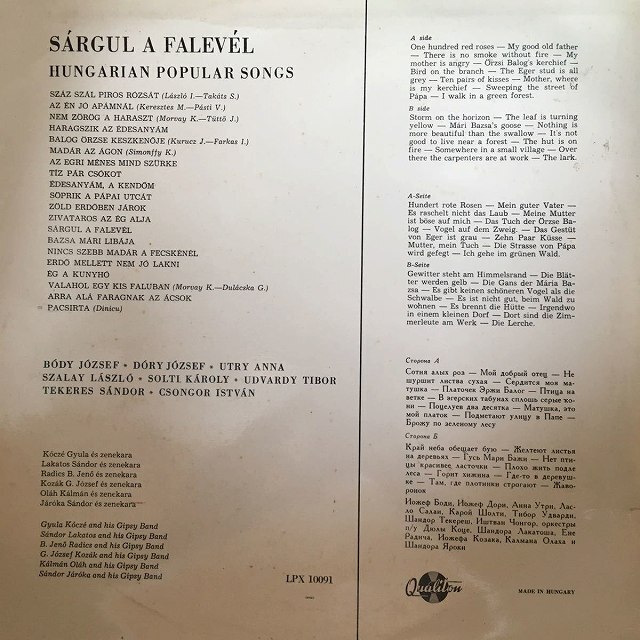 SÁRGUL A FALEVÉL
HUNGARIAN POPULAR SONGS
SZÁZ SZÁL PIROS RÓZSÁT (László I.—Takáts S.)
AZ ÉN JÓ APÁMNÁL (Keresztes M.—Pásti V.)
NEM ZÖRÖG A HARASZT (Morvay K.—Tüttő J.)
HARAGSZIK AZ ÉDESANYÁM
BALOG ÖRZSE KESZKENŐJE (Kurucz J.—Farkas I.)
MADÁR AZ ÁGON (Simonffy K.)
AZ EGRI MÉNES MIND SZÜRKE
TÍZ PÁR CSÓKOT
ÉDESANYÁM, A KENDŐM
SÖPRIK A PÁPAI UTCÁT
ZÖLD ERDŐBEN JÁROK
ZIVATAROS AZ ÉG ALJA
SÁRGUL A FALEVÉL
BAZSA MÁRI LIBÁJA
NINCS SZEBB MADÁR A FECSKÉNÉL
ERDŐ MELLETT NEM JÓ LAKNI
ÉG A KUNYHÓ
VALAHOL EGY KIS FALUBAN (Morvay K.—Dulácska G.)
ARRA ALÁ FARAGNAK AZ ÁCSOK
PACSIRTA (Dinicu)
BÓDY JÓZSEF * DÓRY JÓZSEF * UTRY ANNA
SZALAY LÁSZLÓ * SOLTI KÁROLY * UDVARDY TIBOR
TEKERES SÁNDOR * CSONGOR ISTVÁN
Kóczé Gyula és zenekara
Lakatos Sándor és zenekara
Radics B. Jenő és zenekara
Kozák G. József és zenekara
Oláh Kálmán és zenekara
Járóka Sándor és zenekara
Gyula Kóczé and his Gipsy Band
Sándor Lakatos and his Gipsy Band
B. Jenő Radics and his Gipsy Band
G. József Kozák and his Gipsy Band
Kálmán Oláh and his Gipsy Band
Sándor Járóka and his Gipsy Band
LPX 10091
A side
One hundred red roses — My good old father
— There is no smoke without fire — My
mother is angry — Őrzsi Balog's kerchief —
Bird on the branch — The Eger stud is all
grey — Ten pairs of kisses — Mother, where
is my kerchief — Sweeping the street of
Pápa — I walk in a green forest.
B side
Storm on the horizon — The leaf is turning
yellow — Mári Bazsa's goose — Nothing is
more beautiful than the swallow — It's not
good to live near a forest — The hut is on
fire — Somewhere in a small village — Over
there the carpenters are at work — The lark.
A-Seite
Hundert rote Rosen — Mein guter Vater —
Es raschelt nicht das Laub — Meine Mutter
ist böse auf mich — Das Tuch der Örzse Ba-
log — Vogel auf dem Zweig. — Das Gestüt
von Eger ist grau — Zehn Paar Küsse —
Mutter, mein Tuch — Die Strasse von Pápa
wird gefegt — Ich gehe im grünen Wald.
B-Seite
Gewitter steht am Himmelsrand — Die Blät-
ter werden gelb — Die Gans der Mária Ba-
zsa — Es gibt keinen schöneren Vogel als die
Schwalbe — Es ist nicht gut, beim Wald zu
wohnen — Es brennt die Hütte — Irgendwo
in einem kleinen Dorf — Dort sind die Zim-
merleute am Werk — Die Lerche.
Сторона А
Сотня алых роз — Мой добрый отец — Не
шуршит листва сухая — Сердится моя ма-
тушка — Платочек Эржи Балог — Птица на
ветке — В эгерских табунах сплошь серые ко-
ни — Поцелуев два десятка — Матушка, это
мой платок — Подметают улицу в Папе —
Брожу по зеленому лесу
Сторона Б
Край неба обещает бурю — Желтеют листья
на деревьях — Гусь Мари Бажи — Нет пти-
цы красивее ласточки — Плохо жить подле
леса — Горит хижина — Где-то в деревуш-
ке — Там, где плотники строгают — Жаво-
ронок
Йожеф Боди, Йожеф Дори, Анна Утри, Лас-
ло Салаи, Карой Шолти, Тибор Удварди,
Шандор Текереш, Иштван Чонгор, оркестры
п/у Дюлы Коце, Шандора Лакатоша, Ене
Радича, Йожефа Козака, Калмана Олаха и
Шандора Яроки
Qualiton
MADE IN HUNGARY